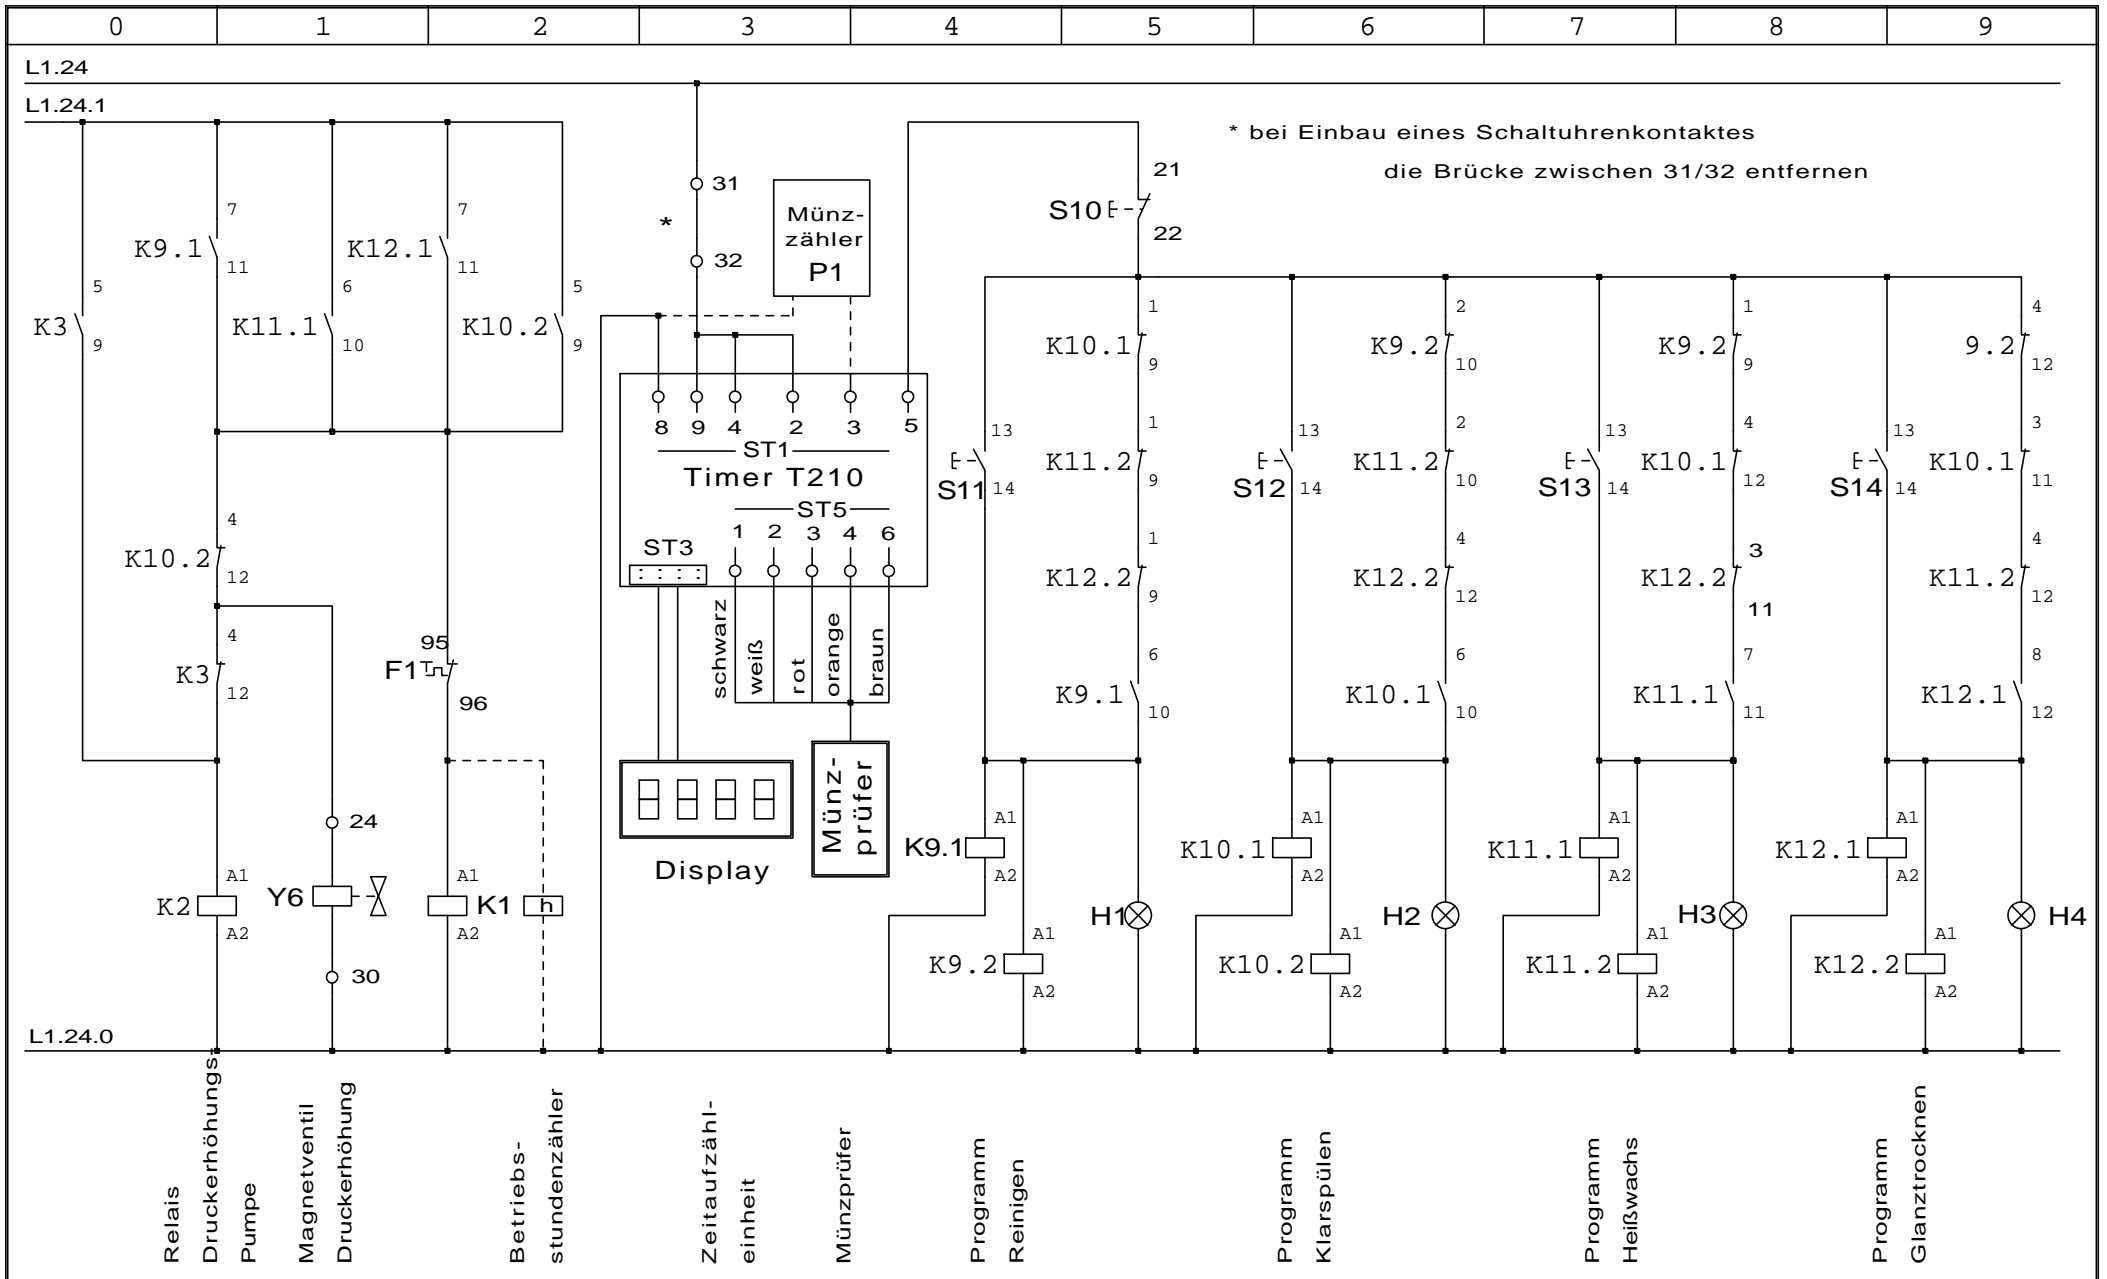 0 1 2 3 4 5 6 7 8 9
L1.24
L1.24.1
* bei Einbau eines Schaltuhrenkontaktes
die Brücke zwischen 31/32 entfernen
K3
5
9
K9.1
7
11
K11.1
6
10
K12.1
7
11
K10.2
5
9
K10.2
4
12
K3
4
12
F1
95
96
K2
A1
A2
24
Y6
30
K1
A1
A2
h
31
*
32
Münz-
zähler
P1
8 9 4 2 3 5
ST1
Timer T210
ST5
1 2 3 4 6
ST3
schwarz
weiß
rot
orange
braun
Display
Münz-
prüfer
S10
21
22
S11
13
14
K10.1
1
9
K11.2
1
9
K12.2
1
9
K9.1
6
10
K9.1
A1
A2
K9.2
A1
A2
H1
S12
13
14
K9.2
2
10
K11.2
2
10
K12.2
4
12
K10.1
6
10
K10.1
A1
A2
K10.2
A1
A2
H2
S13
13
14
K9.2
1
9
K10.1
4
12
K12.2
3
11
K11.1
7
11
K11.1
A1
A2
K11.2
A1
A2
H3
S14
13
14
9.2
4
12
K10.1
3
11
K11.2
4
12
K12.1
8
12
K12.1
A1
A2
K12.2
A1
A2
H4
L1.24.0
Relais
Druckerhöhungs-
Pumpe
Magnetventil
Druckerhöhung
Betriebs-
stundenzähler
Zeitaufzähl-
einheit
Münzprüfer
Programm
Reinigen
Programm
Klarspülen
Programm
Heißwachs
Programm
Glanztrocknen